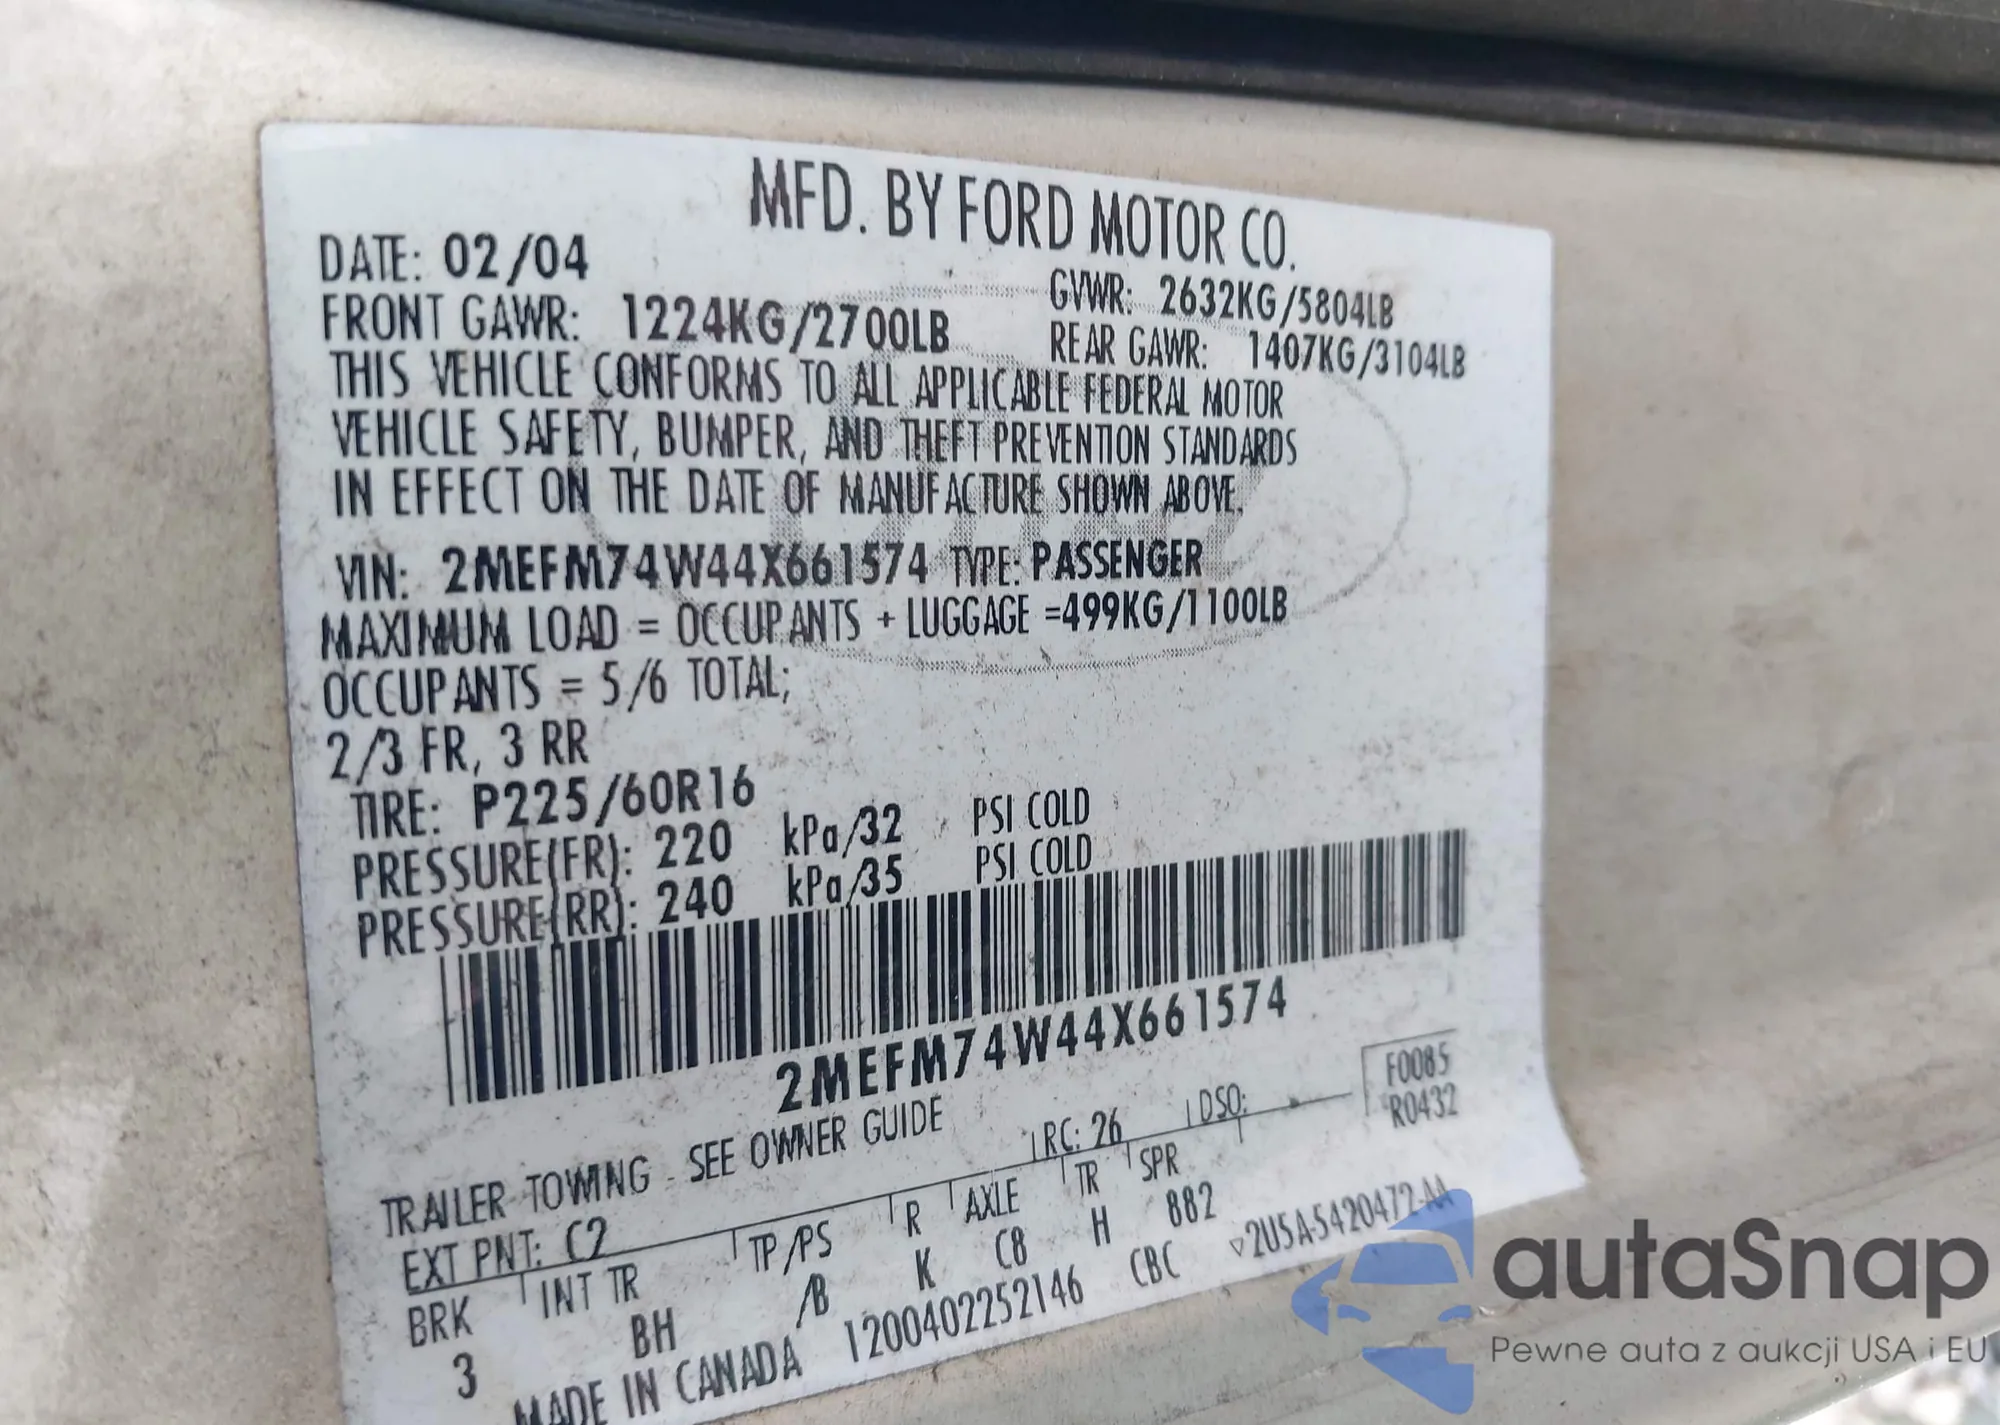 MFD. BY FORD MOTOR CO.
DATE: 02/04 GVWR: 2632KG/5804LB
FRONT GAWR: 1224KG/2700LB REAR GAWR: 1407KG/3104LB
THIS VEHICLE CONFORMS TO ALL APPLICABLE FEDERAL MOTOR
VEHICLE SAFETY, BUMPER, AND THEFT PREVENTION STANDARDS
IN EFFECT ON THE DATE OF MANUFACTURE SHOWN ABOVE.
VIN: 2MEFM74W44X661574 TYPE: PASSENGER
MAXIMUM LOAD = OCCUPANTS + LUGGAGE =499KG/1100LB
OCCUPANTS = 5/6 TOTAL;
2/3 FR, 3 RR
TIRE: P225/60R16
PRESSURE(FR): 220 kPa/32 PSI COLD
PRESSURE(RR): 240 kPa/35 PSI COLD
2MEFM74W44X661574
TRAILER TOWING - SEE OWNER GUIDE
EXT PNT: C2 RC: 26 DSO: F0085
R0432
BRK INT TR TP/PS R AXLE TR SPR
3 BH /B K C8 H 882
MADE IN CANADA 1200402252146 CBC ▽2U5A-5420472-AA
autaSnap
Pewne auta z aukcji USA i EU